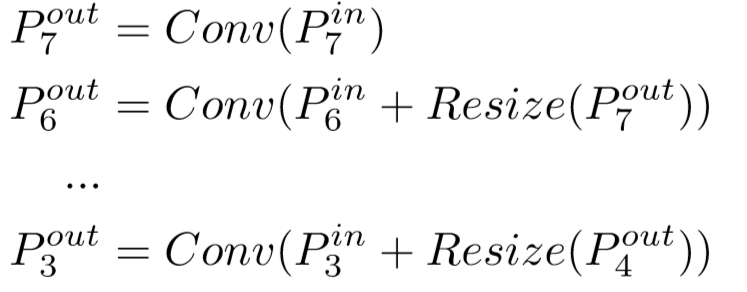 P_7^{out} = Conv(P_7^{in})
P_6^{out} = Conv(P_6^{in} + Resize(P_7^{out}))
...
P_3^{out} = Conv(P_3^{in} + Resize(P_4^{out}))